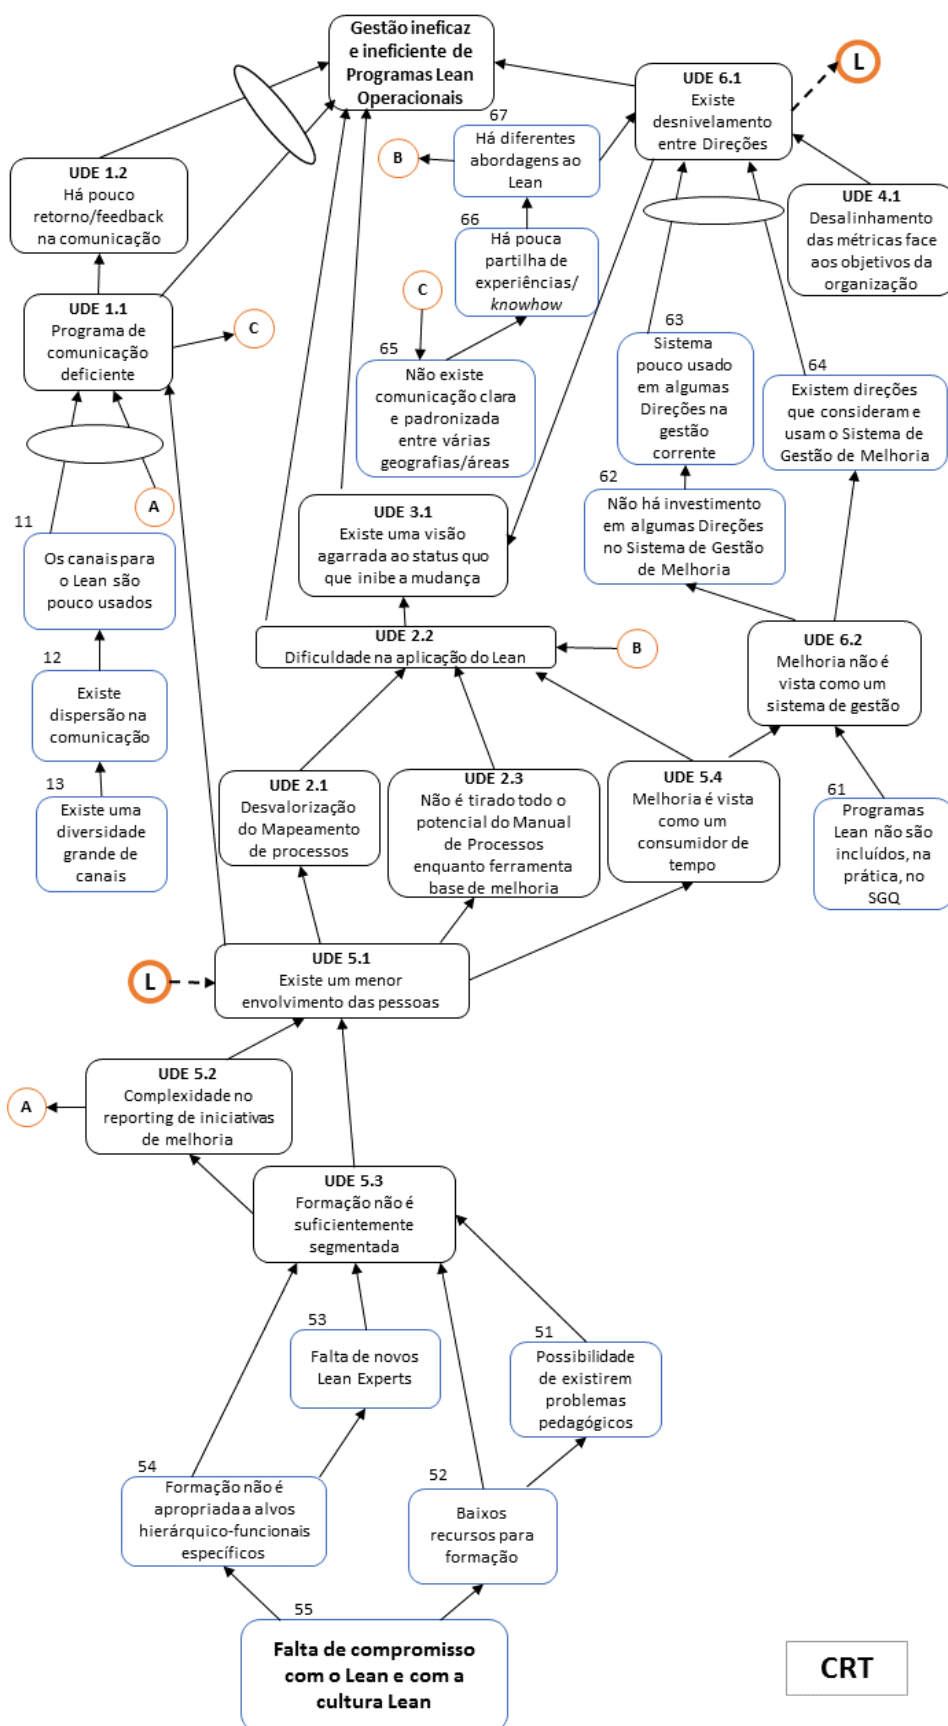 Gestão ineficaz
e ineficiente de
Programas Lean
Operacionais
L
UDE 6.1
Existe
desnivelamento
entre Direções
67
Há diferentes
abordagens ao
Lean
B
UDE 1.2
Há pouco
retorno/feedback
na comunicação
UDE 4.1
Desalinhamento
das métricas face
aos objetivos da
organização
66
Há pouca
partilha de
experiências/
knowhow
UDE 1.1
Programa de
comunicação
deficiente
C
C
65
Não existe
comunicação clara
e padronizada
entre várias
geografias/áreas
63
Sistema
pouco usado
em algumas
Direções na
gestão
corrente
64
Existem direções
que consideram e
usam o Sistema de
Gestão de Melhoria
A
11
Os canais para
o Lean são
pouco usados
UDE 3.1
Existe uma visão
agarrada ao status quo
que inibe a mudança
62
Não há investimento
em algumas Direções
no Sistema de Gestão
de Melhoria
UDE 2.2
Dificuldade na aplicação do Lean
B
UDE 6.2
Melhoria não é
vista como um
sistema de gestão
12
Existe
dispersão na
comunicação
13
Existe uma
diversidade
grande de
canais
UDE 2.1
Desvalorização
do Mapeamento
de processos
UDE 2.3
Não é tirado todo o
potencial do Manual
de Processos
enquanto ferramenta
base de melhoria
UDE 5.4
Melhoria é vista
como um
consumidor de
tempo
61
Programas
Lean não são
incluídos, na
prática, no
SGQ
L
UDE 5.1
Existe um menor
envolvimento das pessoas
A
UDE 5.2
Complexidade no
reporting de iniciativas
de melhoria
UDE 5.3
Formação não é
suficientemente
segmentada
53
Falta de novos
Lean Experts
51
Possibilidade
de existirem
problemas
pedagógicos
54
Formação não é
apropriada a alvos
hierárquico-funcionais
específicos
52
Baixos
recursos para
formação
55
Falta de compromisso
com o Lean e com a
cultura Lean
CRT